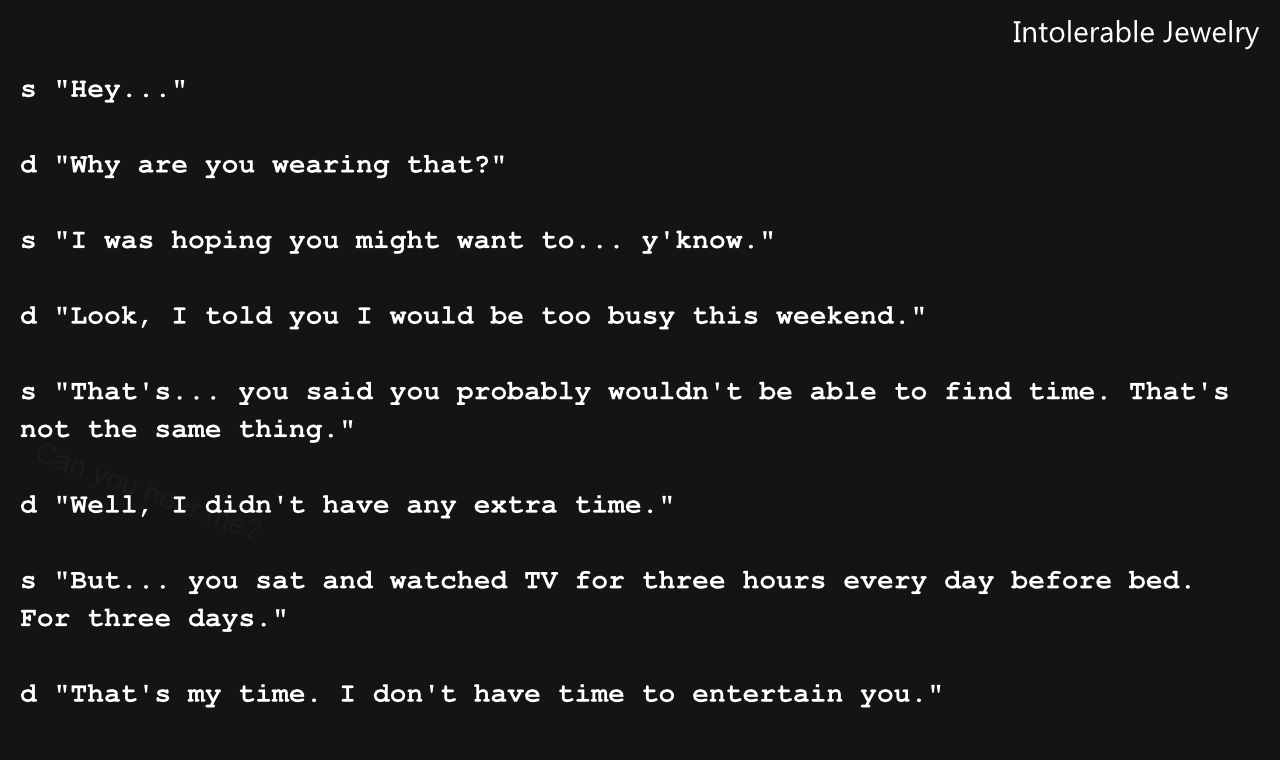 Intolerable Jewelry
s "Hey..."
d "Why are you wearing that?"
s "I was hoping you might want to... y'know."
d "Look, I told you I would be too busy this weekend."
s "That's... you said you probably wouldn't be able to find time. That's
not the same thing."
Can you hear me?
d "Well, I didn't have any extra time."
s "But... you sat and watched TV for three hours every day before bed.
For three days."
d "That's my time. I don't have time to entertain you."